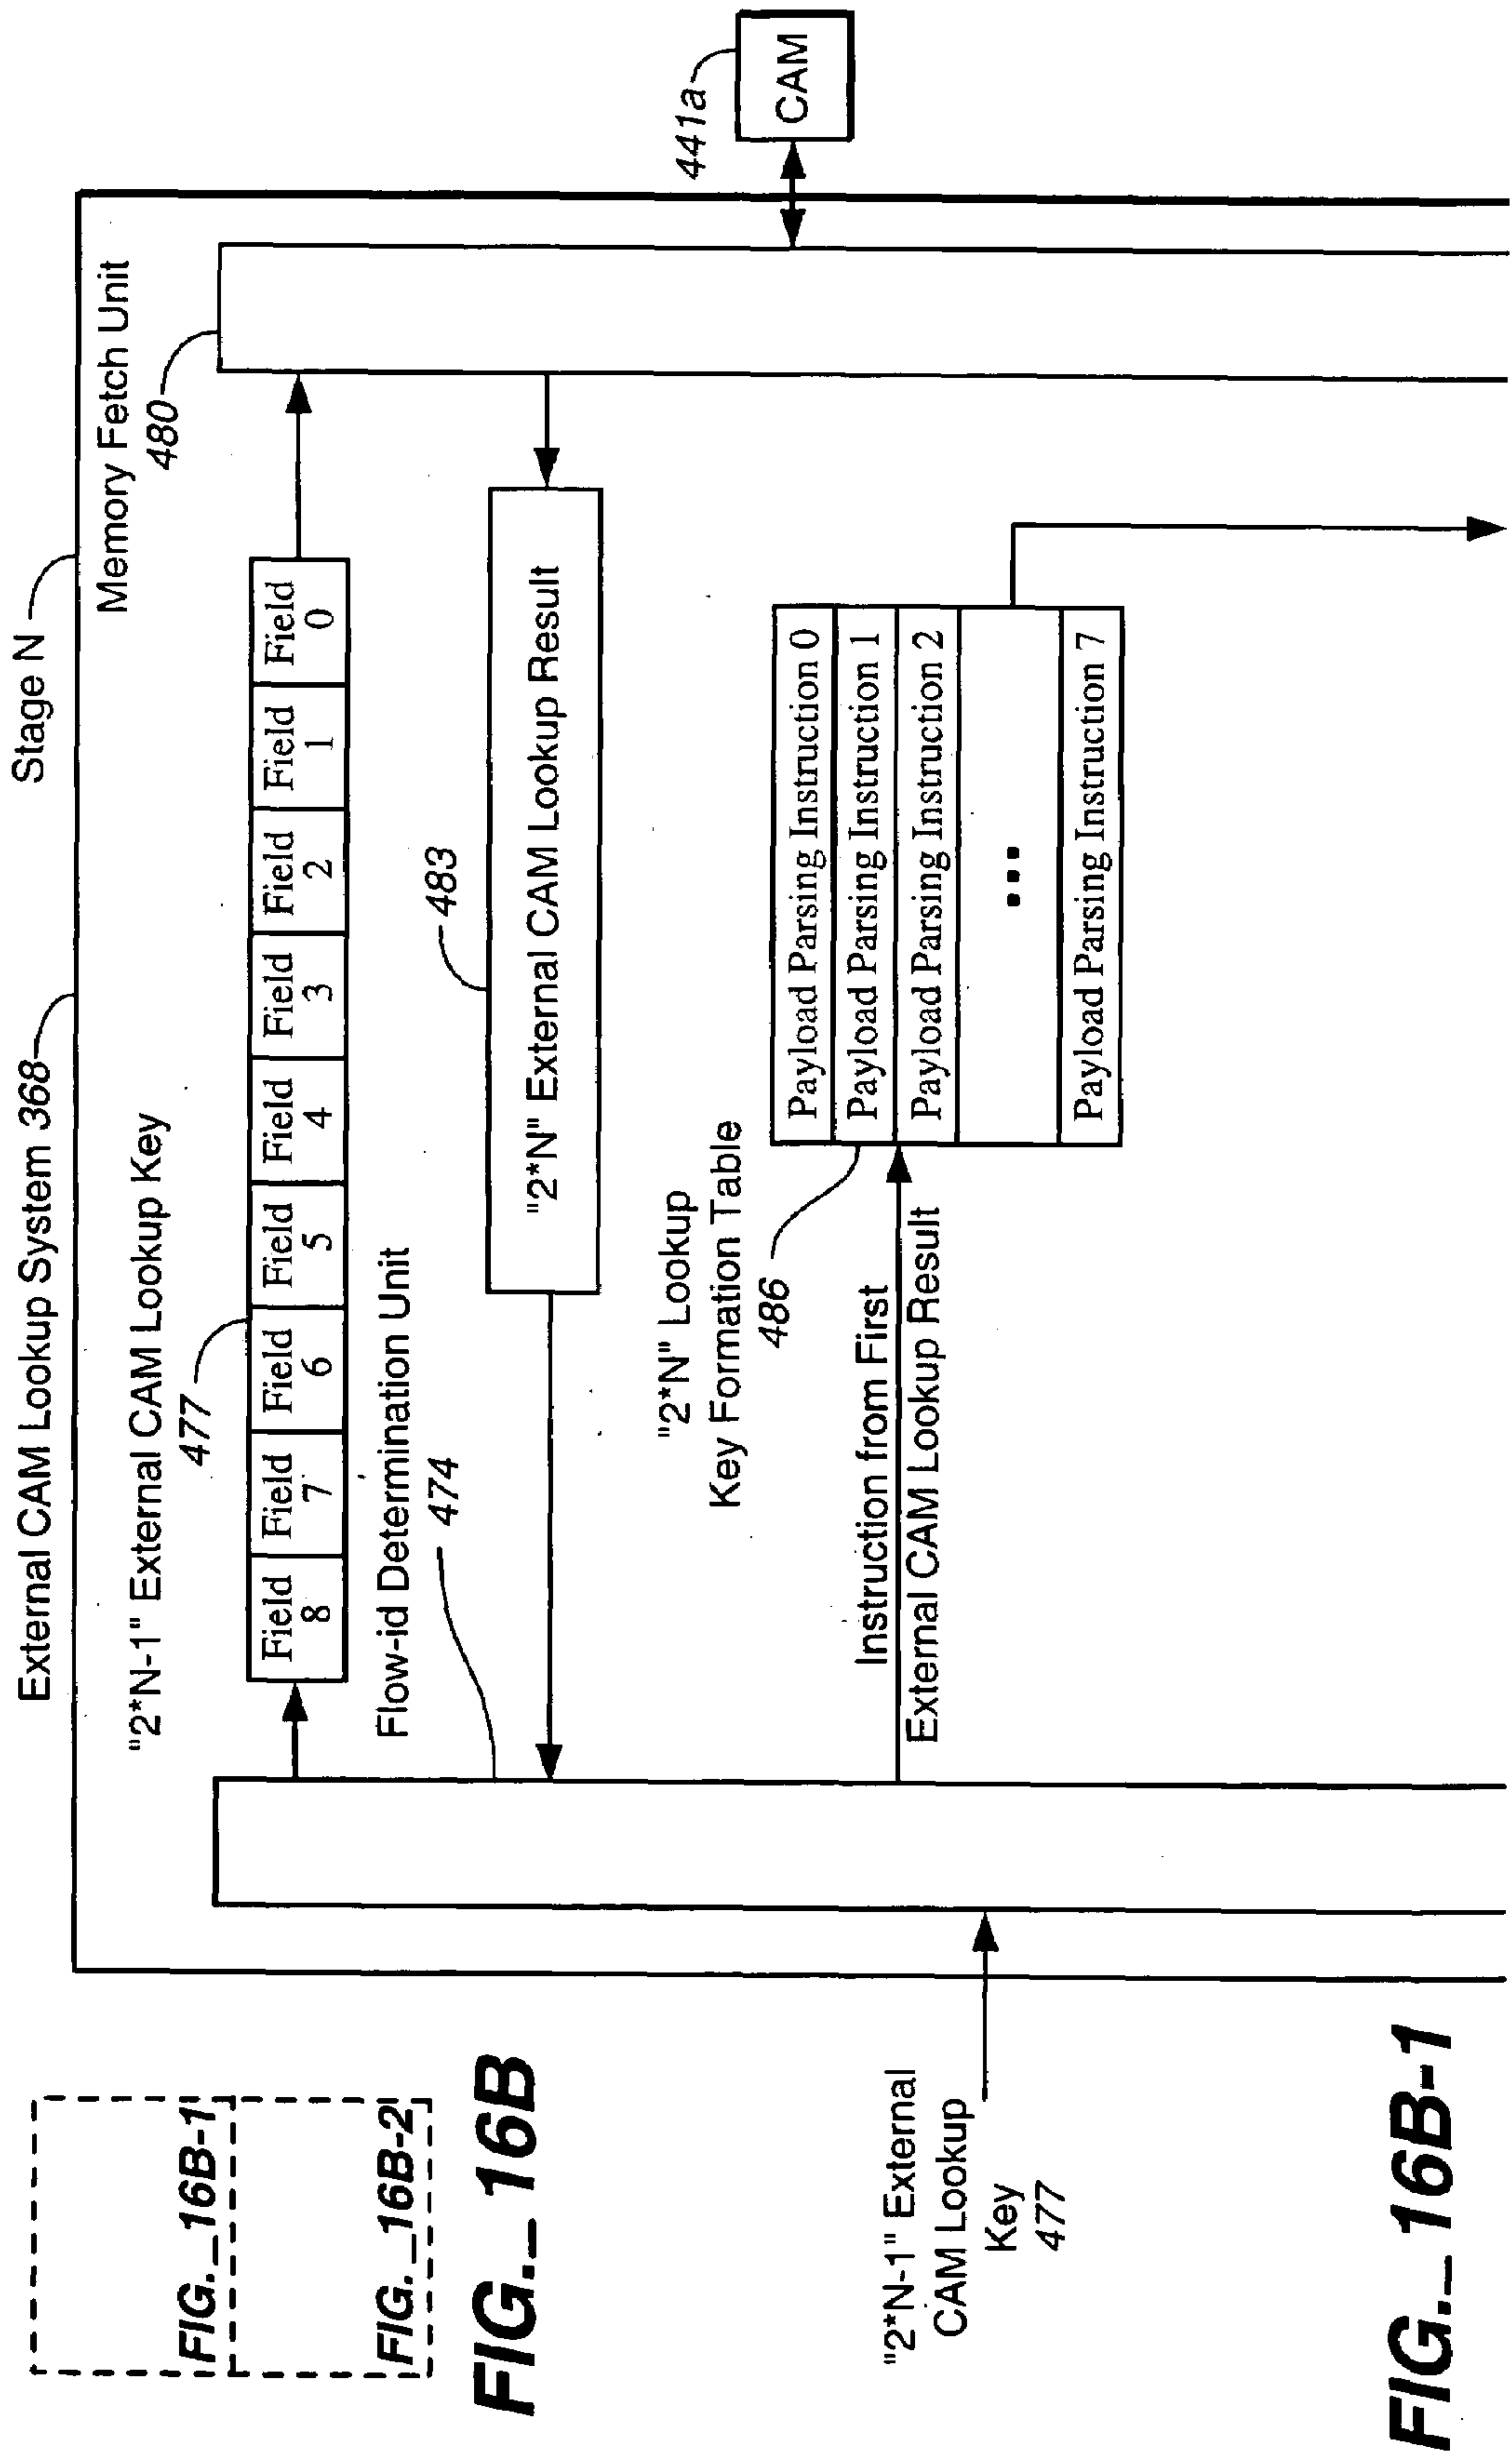 External CAM Lookup System 368
Stage N
"2*N-1" External CAM Lookup Key
477
Memory Fetch Unit
480
Field 8
Field 7
Field 6
Field 5
Field 4
Field 3
Field 2
Field 1
Field 0
Flow-id Determination Unit
474
483
"2*N" External CAM Lookup Result
441a
CAM
"2*N" Lookup
Key Formation Table
486
Payload Parsing Instruction 0
Payload Parsing Instruction 1
Payload Parsing Instruction 2
...
Payload Parsing Instruction 7
Instruction from First
External CAM Lookup Result
"2*N-1" External
CAM Lookup
Key
477
FIG._16B-1
FIG._16B-2
FIG._16B
FIG._16B-1